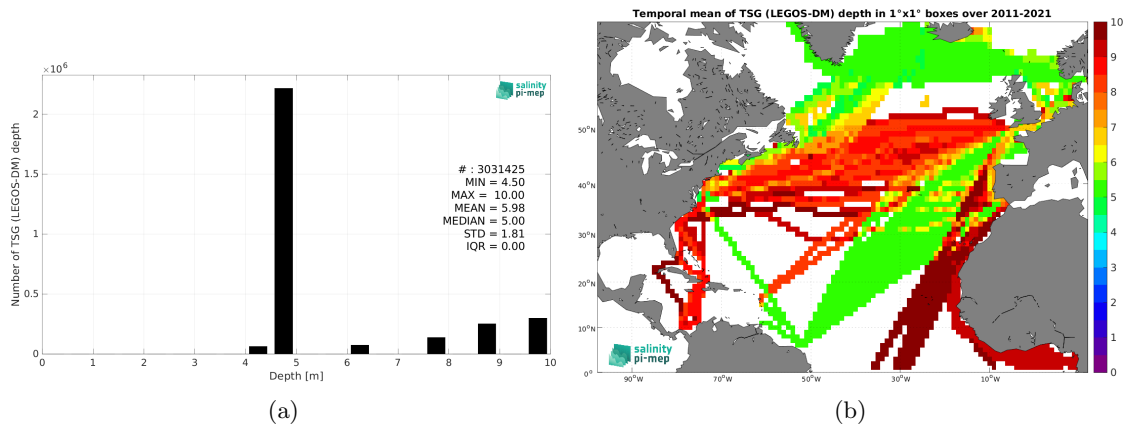 ×10^6
2
1.5
1
0.5
0
Number of TSG (LEGOS-DM) depth
salinity
pi-mep
# : 3031425
MIN = 4.50
MAX = 10.00
MEAN = 5.98
MEDIAN = 5.00
STD = 1.81
IQR = 0.00
0 1 2 3 4 5 6 7 8 9 10
Depth [m]
(a)
Temporal mean of TSG (LEGOS-DM) depth in 1°x1° boxes over 2011-2021
50°N
40°N
30°N
20°N
10°N
0°
90°W 70°W 50°W 30°W 10°W
salinity
pi-mep
10
9
8
7
6
5
4
3
2
1
0
(b)